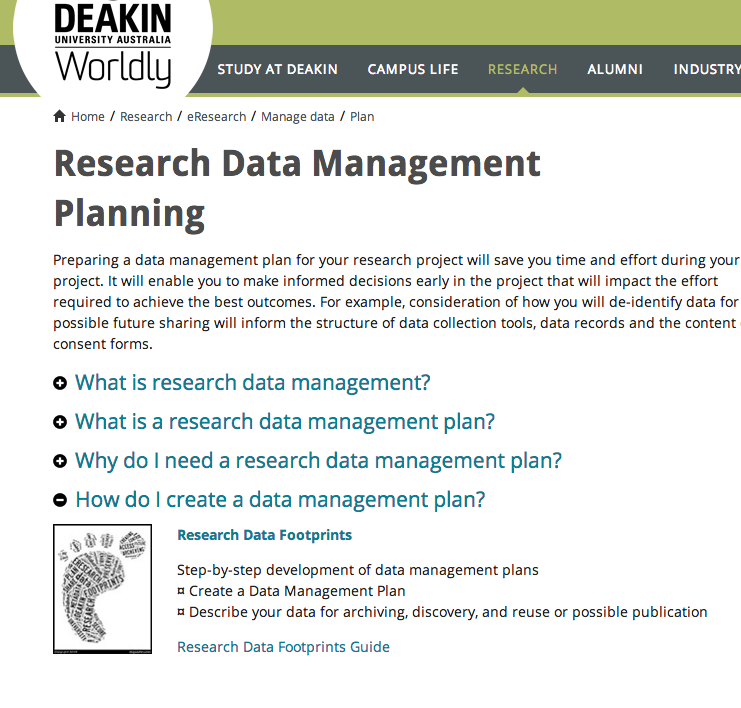 DEAKIN
UNIVERSITY AUSTRALIA
Worldly
STUDY AT DEAKIN CAMPUS LIFE RESEARCH ALUMNI INDUSTRY
Home / Research / eResearch / Manage data / Plan
Research Data Management
Planning
Preparing a data management plan for your research project will save you time and effort during your
project. It will enable you to make informed decisions early in the project that will impact the effort
required to achieve the best outcomes. For example, consideration of how you will de-identify data for
possible future sharing will inform the structure of data collection tools, data records and the content
consent forms.
What is research data management?
What is a research data management plan?
Why do I need a research data management plan?
How do I create a data management plan?
RESEARCH
FOOTPRINTS
ACCESS
Research Data Footprints
Step-by-step development of data management plans
¤ Create a Data Management Plan
¤ Describe your data for archiving, discovery, and reuse or possible publication
Research Data Footprints Guide